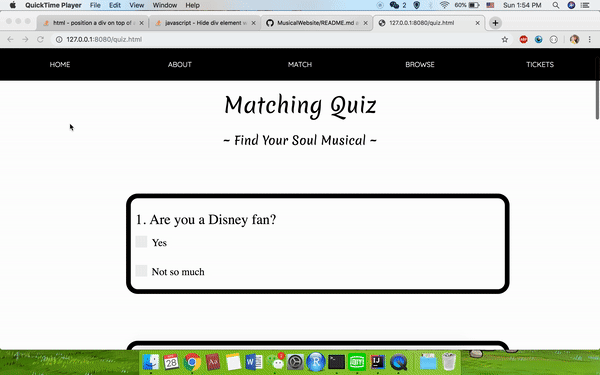 QuickTime Player File Edit View Window Help
2 60% Sun 1:54 PM
html - position a div on top of
javascript - Hide div element w
MusicalWebsite/README.md
127.0.0.1:8080/quiz.html
127.0.0.1:8080/quiz.html
HOME ABOUT MATCH BROWSE TICKETS
Matching Quiz
~ Find Your Soul Musical ~
1. Are you a Disney fan?
Yes
Not so much
28